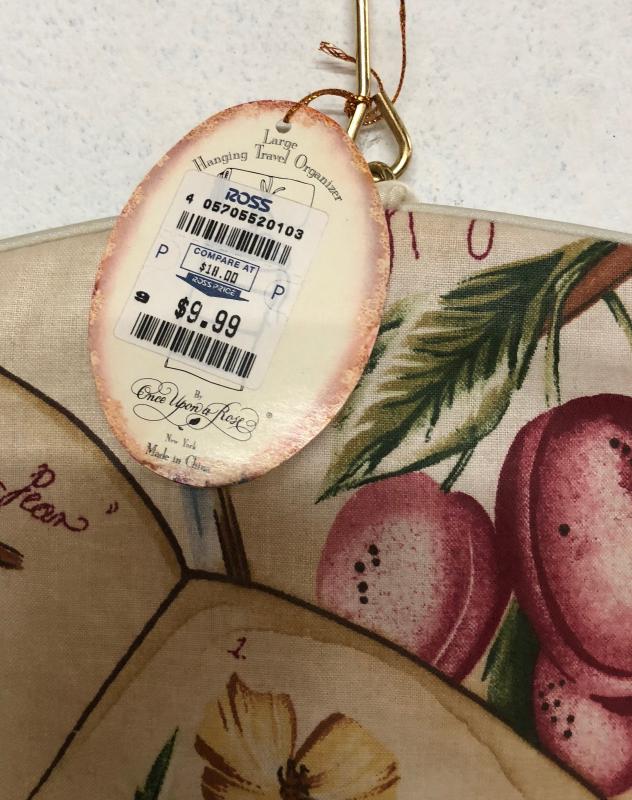 Large
Hanging Travel Organizer
ROSS
4 05705520103
P
COMPARE AT
$18.00
P
ROSS PRICE
9
$9.99
By
Once Upon a Rose®
New York
Made in China
n U
Pear"
1.